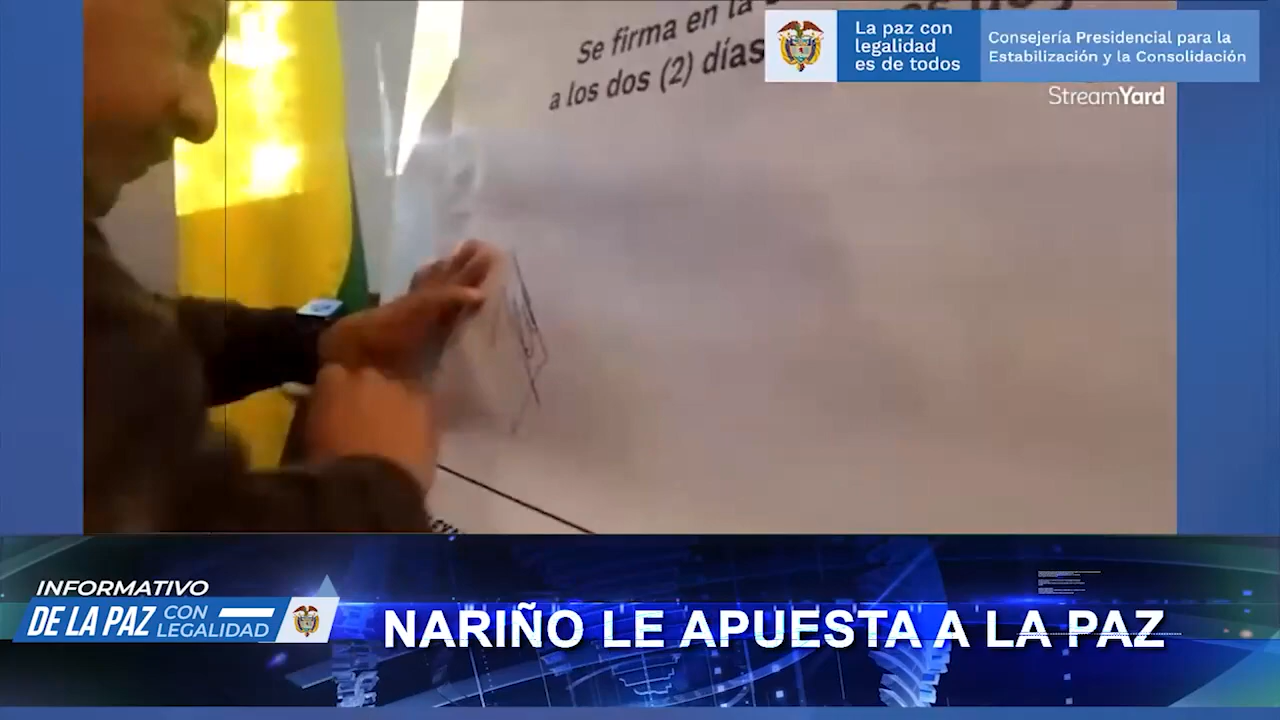 Se firma en la
a los dos (2) días
La paz con
legalidad
es de todos
Consejería Presidencial para la
Estabilización y la Consolidación
StreamYard
INFORMATIVO
DE LA PAZ CON LEGALIDAD
NARIÑO LE APUESTA A LA PAZ